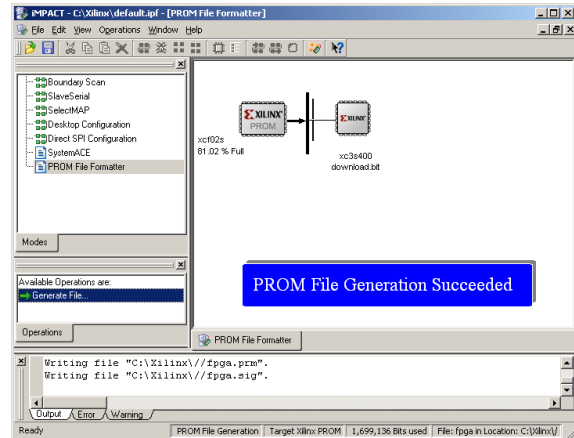 iMPACT - C:\Xilinx\default.ipf - [PROM File Formatter]
File Edit View Operations Window Help
Boundary Scan
SlaveSerial
SelectMAP
Desktop Configuration
Direct SPI Configuration
SystemACE
PROM File Formatter
Modes
Available Operations are:
Generate File...
Operations
XILINX
PROM
XILINX
xcf02s
81.02 % Full
xc3s400
download.bit
PROM File Generation Succeeded
PROM File Formatter
Writing file "C:\Xilinx\//fpga.prm".
Writing file "C:\Xilinx\//fpga.sig".
Output Error Warning
Ready PROM File Generation Target Xilinx PROM 1,699,136 Bits used File: fpga in Location: C:\Xilinx\/